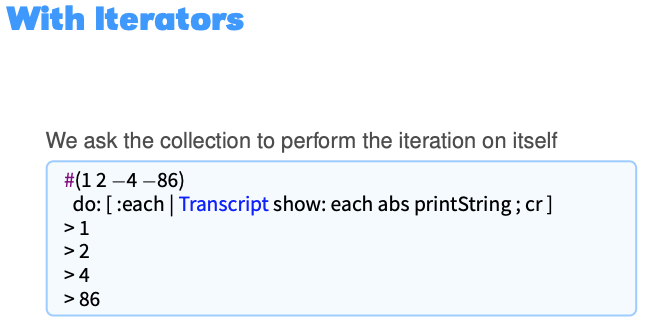 With Iterators
We ask the collection to perform the iteration on itself
#(1 2 −4 −86)
do: [ :each | Transcript show: each abs printString ; cr ]
> 1
> 2
> 4
> 86